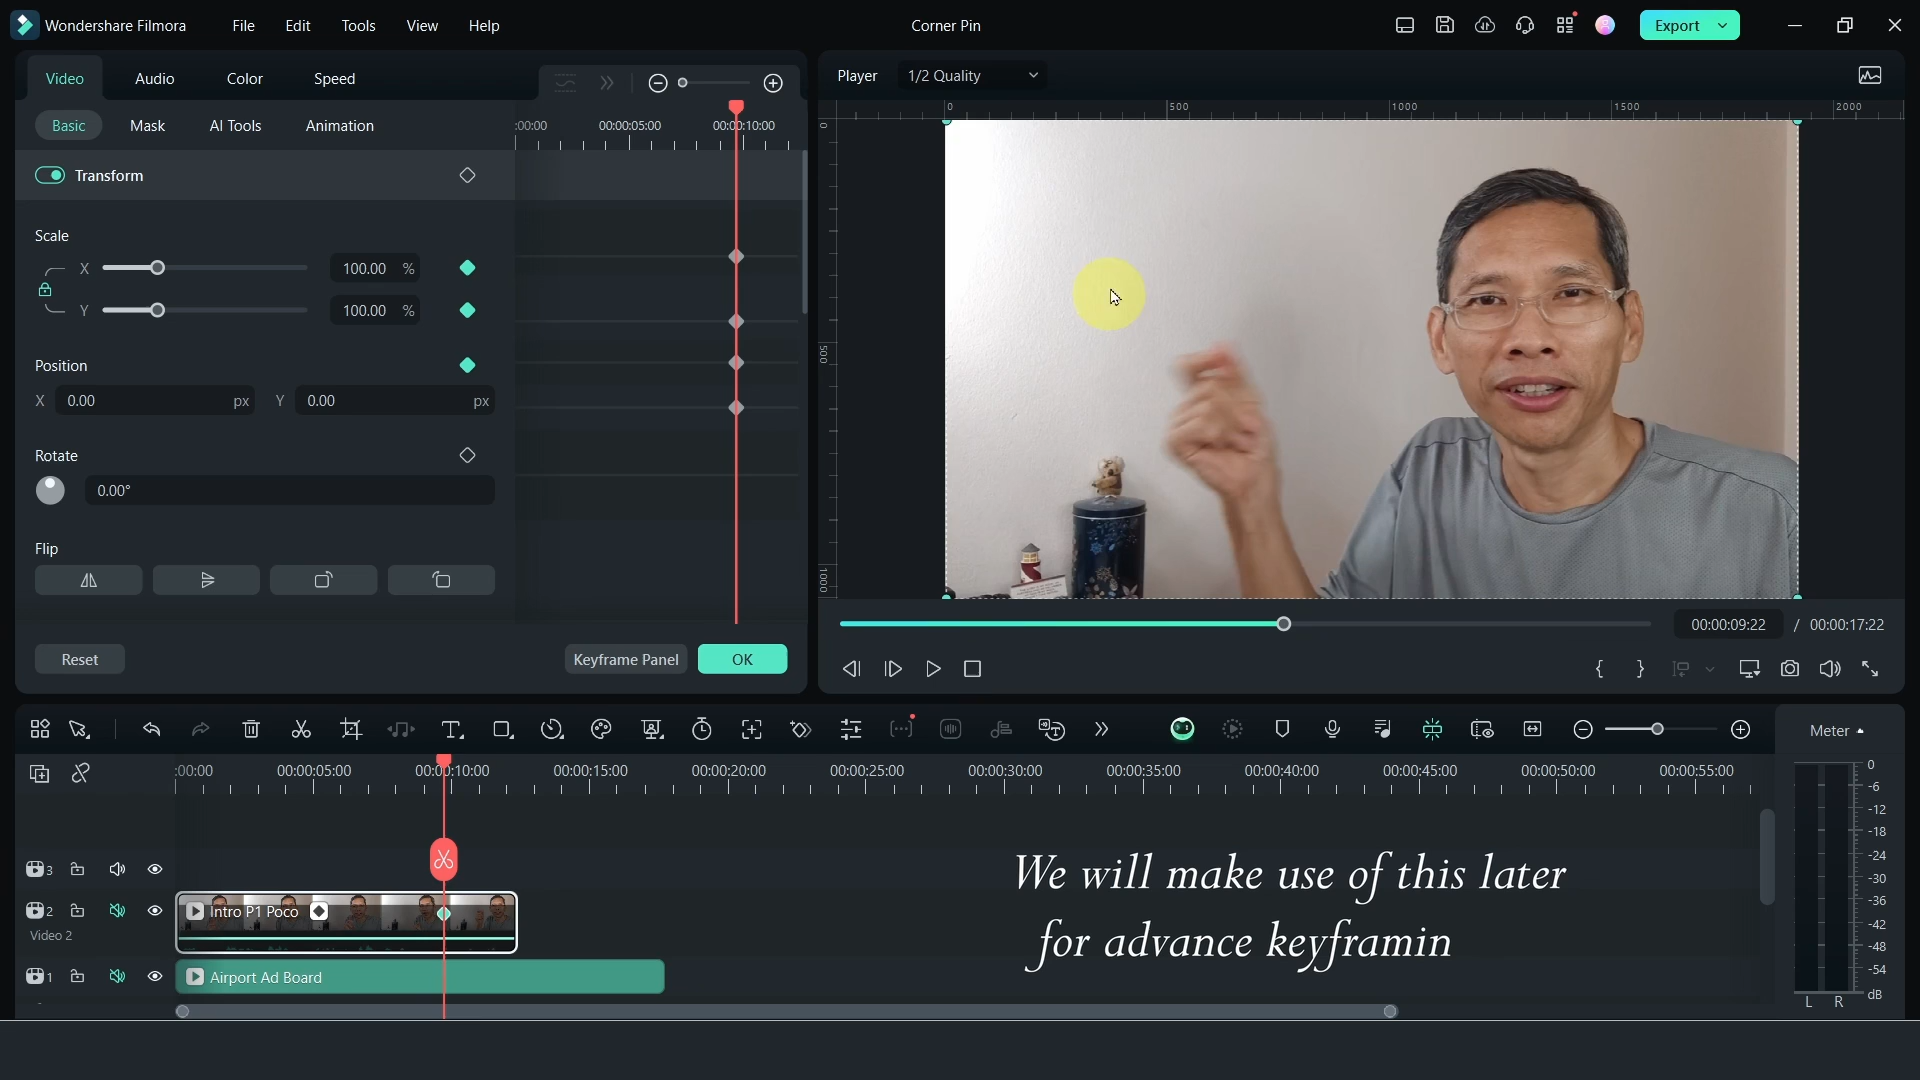 Wondershare Filmora File Edit Tools View Help Corner Pin Export
Video Audio Color Speed
Player 1/2 Quality
Basic Mask AI Tools Animation
:00:00 00:00:05:00 00:00:10:00
0 500 1000 1500 2000
0
500
1000
Transform
Scale
X 100.00 %
Y 100.00 %
Position
X 0.00 px Y 0.00 px
Rotate
0.00°
Flip
Reset Keyframe Panel OK
00:00:09:22 / 00:00:17:22
Meter
:00:00 00:00:05:00 00:00:10:00 00:00:15:00 00:00:20:00 00:00:25:00 00:00:30:00 00:00:35:00 00:00:40:00 00:00:45:00 00:00:50:00 00:00:55:00
3
2 Intro P1 Poco
Video 2
1 Airport Ad Board
We will make use of this later
for advance keyframin
0
-6
-12
-18
-24
-30
-36
-42
-48
-54
dB
L R